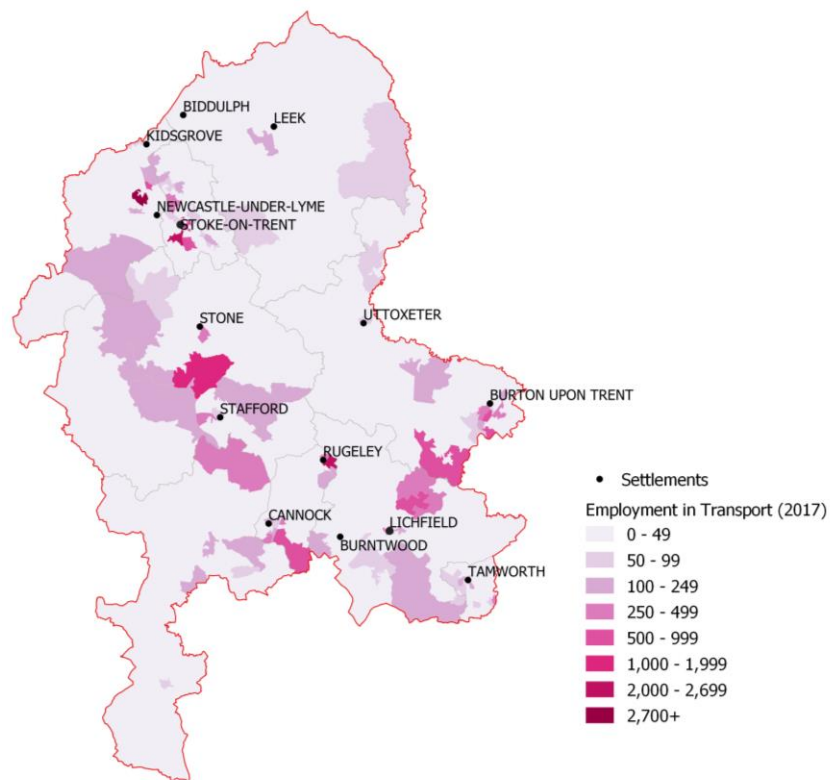 BIDDULPH
LEEK
KIDSGROVE
NEWCASTLE-UNDER-LYME
STOKE-ON-TRENT
STONE
UTTOXETER
BURTON UPON TRENT
STAFFORD
RUGELEY
Settlements
Employment in Transport (2017)
CANNOCK
LICHFIELD
0 - 49
BURNTWOOD
50 - 99
TAMWORTH
100 - 249
250 - 499
500 - 999
1,000 - 1,999
2,000 - 2,699
2,700+